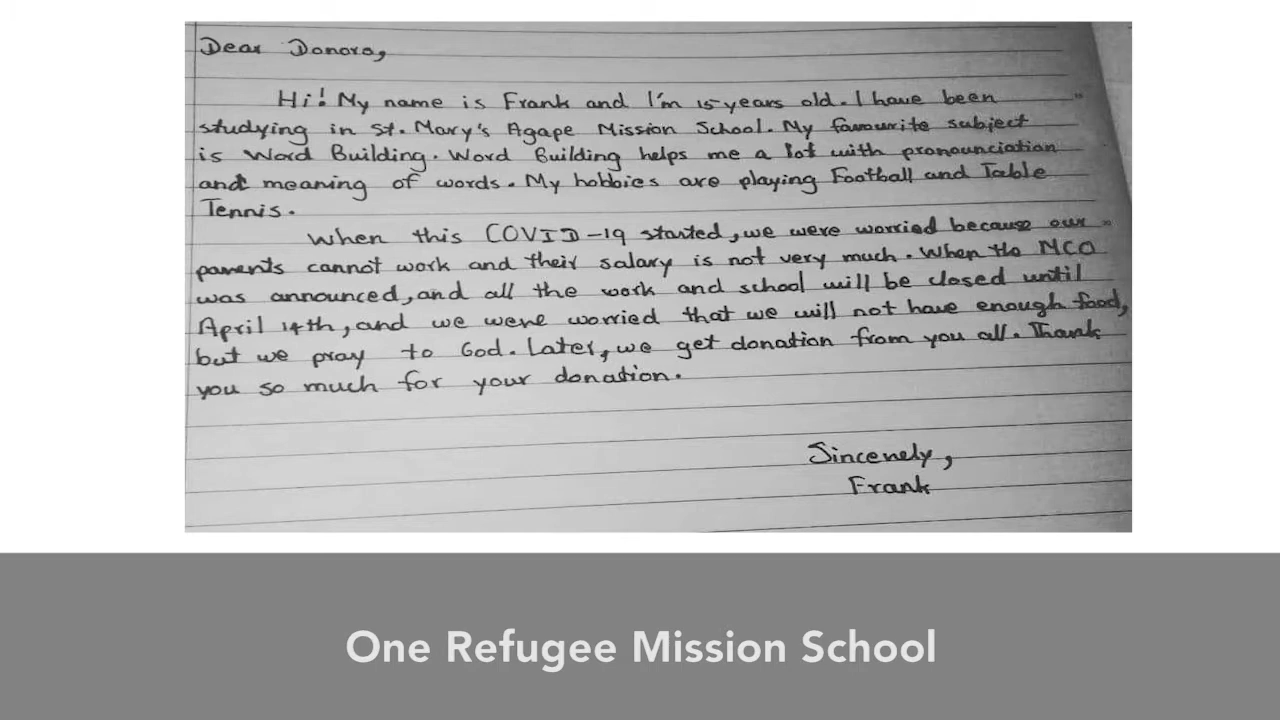 Dear Donors,
Hi! My name is Frank and I'm 15 years old. I have been
studying in St. Mary's Agape Mission School. My favourite subject
is Word Building. Word Building helps me a lot with pronounciation
and meaning of words. My hobbies are playing Football and Table
Tennis.
When this COVID-19 started, we were worried because our
parents cannot work and their salary is not very much. When the MCO
was announced, and all the work and school will be closed until
April 14th, and we were worried that we will not have enough food,
but we pray to God. Later, we get donation from you all. Thank
you so much for your donation.
Sincerely,
Frank
One Refugee Mission School